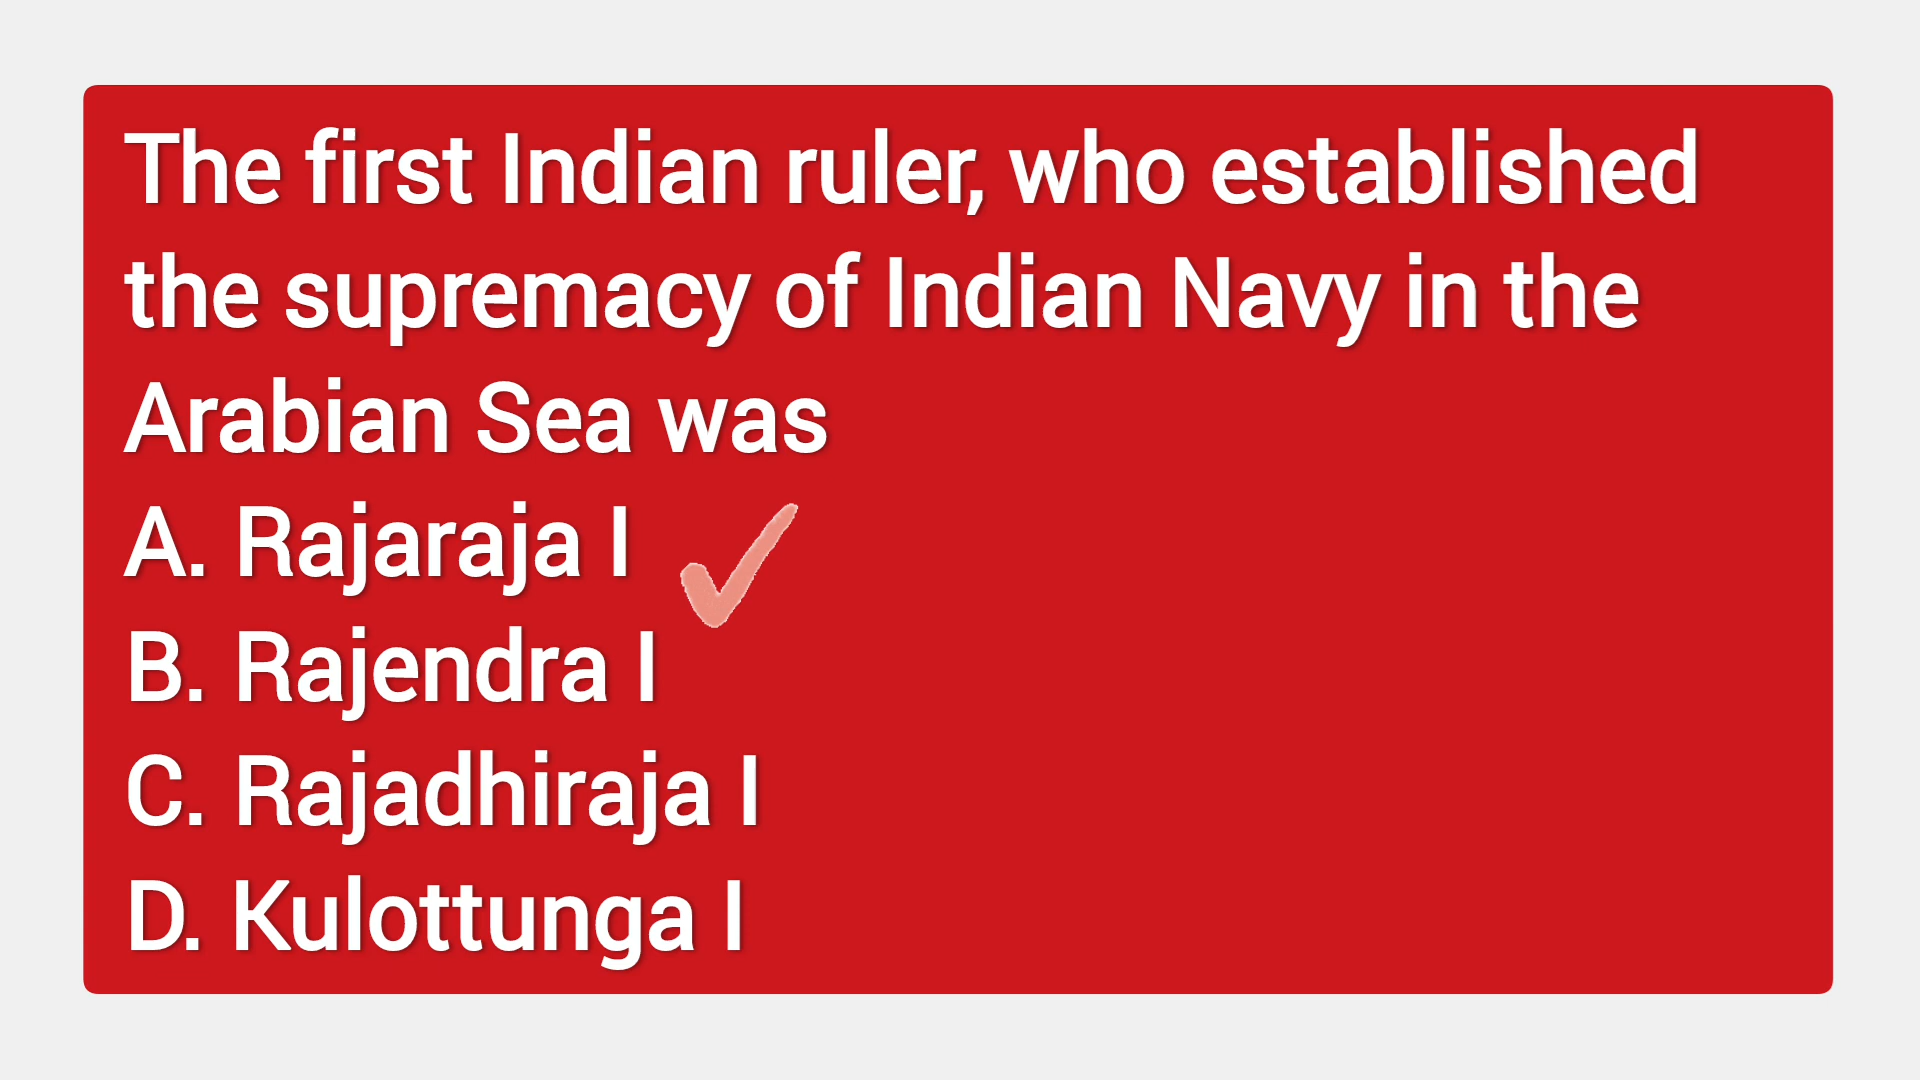 The first Indian ruler, who established
the supremacy of Indian Navy in the
Arabian Sea was
A. Rajaraja I
B. Rajendra I
C. Rajadhiraja I
D. Kulottunga I